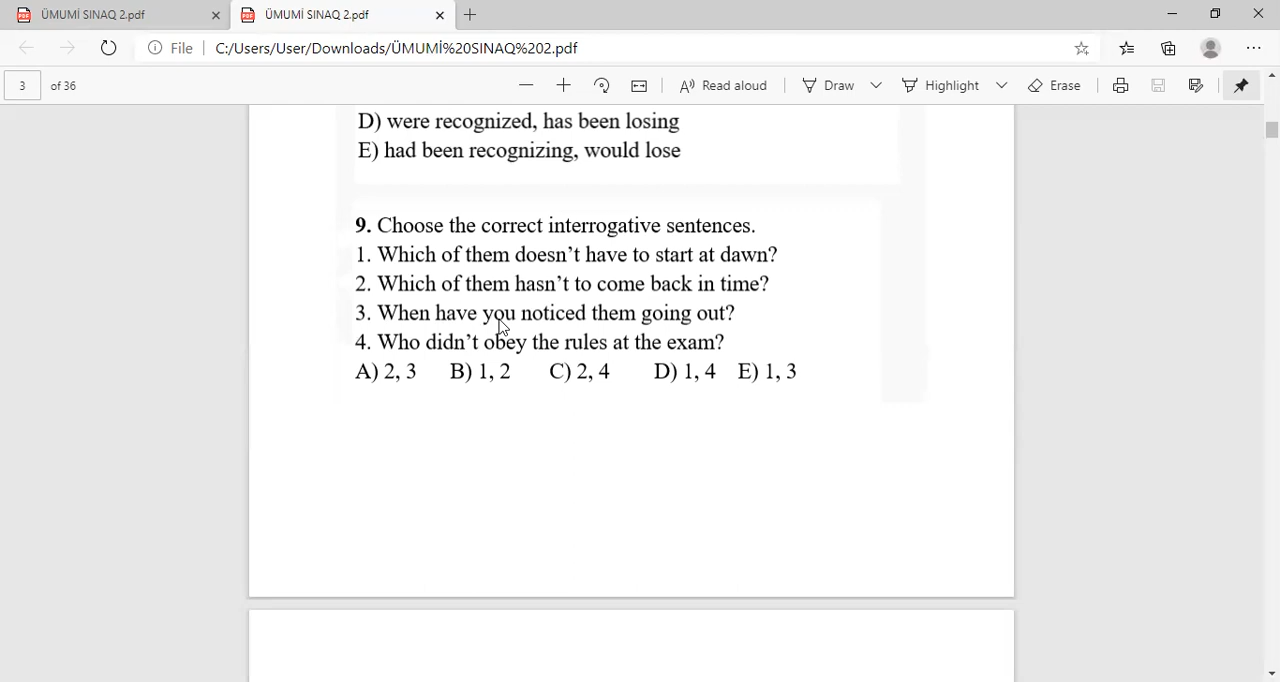 ÜMUMİ SINAQ 2.pdf
ÜMUMİ SINAQ 2.pdf
File C:/Users/User/Downloads/ÜMUMİ%20SINAQ%202.pdf
3 of 36 Read aloud Draw Highlight Erase
D) were recognized, has been losing
E) had been recognizing, would lose
9. Choose the correct interrogative sentences.
1. Which of them doesn’t have to start at dawn?
2. Which of them hasn’t to come back in time?
3. When have you noticed them going out?
4. Who didn’t obey the rules at the exam?
A) 2, 3 B) 1, 2 C) 2, 4 D) 1, 4 E) 1, 3